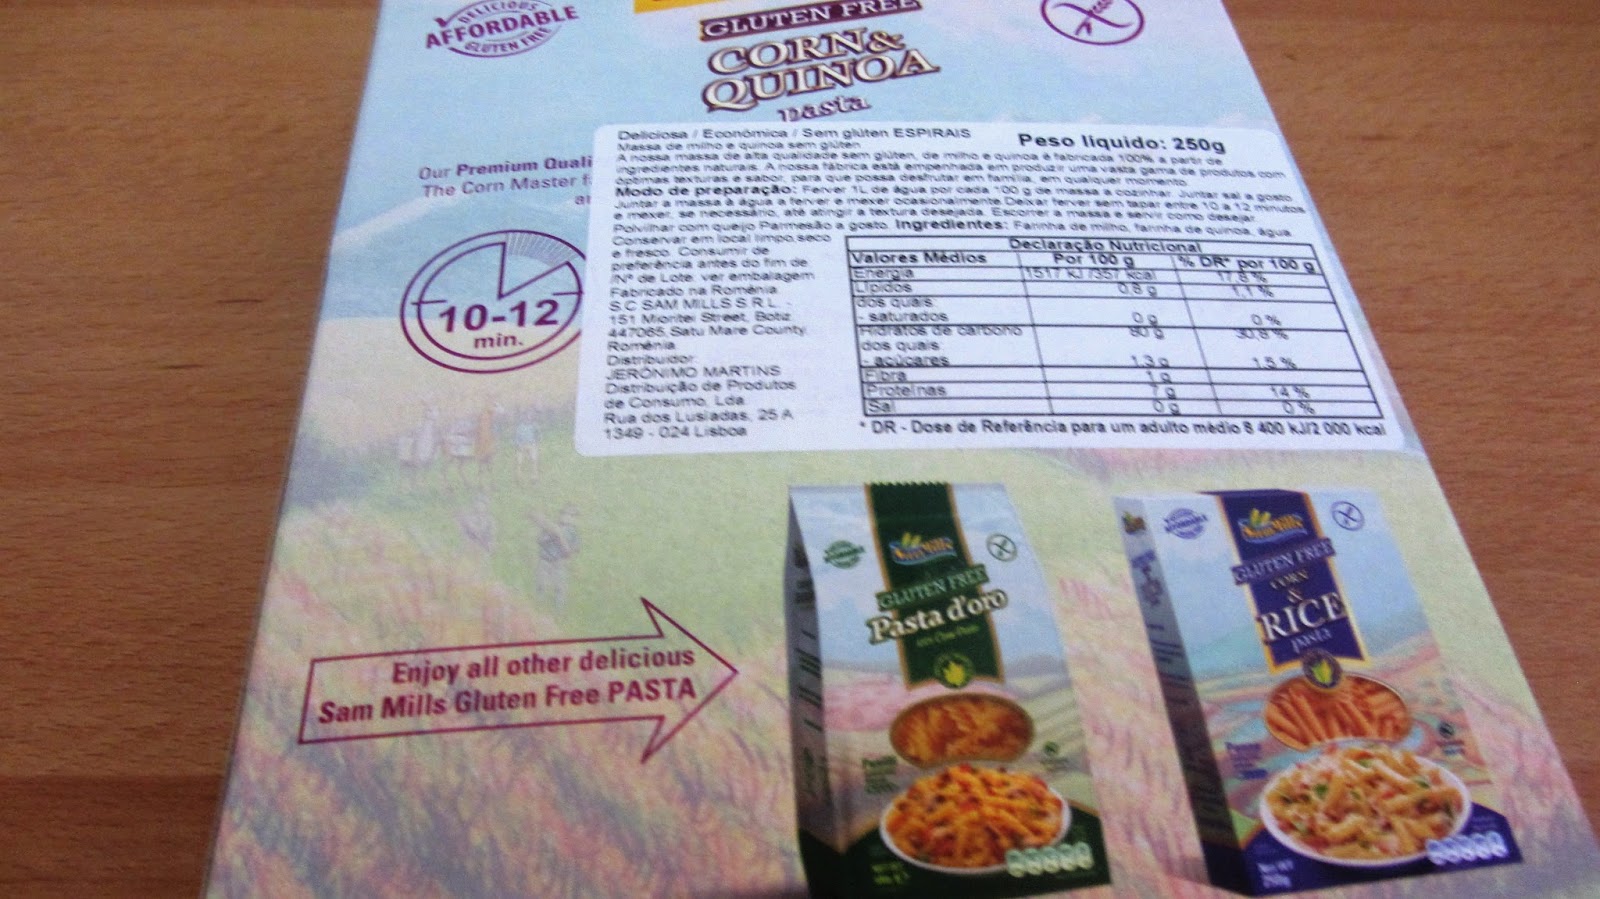 DELICIOUS
AFFORDABLE
GLUTEN FREE
GLUTEN FREE
CORN &
QUINOA
pasta
Our Premium Quali
The Corn Master f
10-12
min.
Deliciosa / Económica / Sem glúten ESPIRAIS
Peso líquido: 250g
Massa de milho e quinoa sem glúten
A nossa massa de alta qualidade sem glúten, de milho e quinoa é fabricada 100% a partir de
ingredientes naturais. A nossa fábrica está empenhada em produzir uma vasta gama de produtos com
óptimas texturas e sabor, para que possa desfrutar em família, em qualquer momento.
Modo de preparação: Ferver 1L de água por cada 100 g de massa a cozinhar. Juntar sal a gosto.
Juntar a massa à água a ferver e mexer ocasionalmente. Deixar ferver sem tapar entre 10 a 12 minutos
e mexer, se necessário, até atingir a textura desejada. Escorrer a massa e servir como desejar.
Polvilhar com queijo Parmesão a gosto. Ingredientes: Farinha de milho, farinha de quinoa, água.
Conservar em local limpo, seco
e fresco. Consumir de
preferência antes do fim de
/Nº de Lote: ver embalagem
Fabricado na Roménia
S.C SAM MILLS S.R.L. -
151 Mioritei Street, Botiz
447065, Satu Mare County
Roménia
Distribuidor:
JERÓNIMO MARTINS
Distribuição de Produtos
de Consumo, Lda
Rua dos Lusíadas, 25 A
1349 - 024 Lisboa
Declaração Nutricional
Valores Médios Por 100 g % DR* por 100 g
Energia 1517 kJ /357 kcal 17,8 %
Lípidos 0,8 g 1,1 %
dos quais
- saturados 0 g 0 %
Hidratos de carbono 80 g 30,8 %
dos quais
- açúcares 1,3 g 1,5 %
Fibra 1 g
Proteínas 7 g 14 %
Sal 0 g 0 %
* DR - Dose de Referência para um adulto médio 8 400 kJ/2 000 kcal
Enjoy all other delicious
Sam Mills Gluten Free PASTA
Sam Mills
GLUTEN FREE
Pasta d'oro
Sam Mills
GLUTEN FREE
CORN
&
RICE
pasta